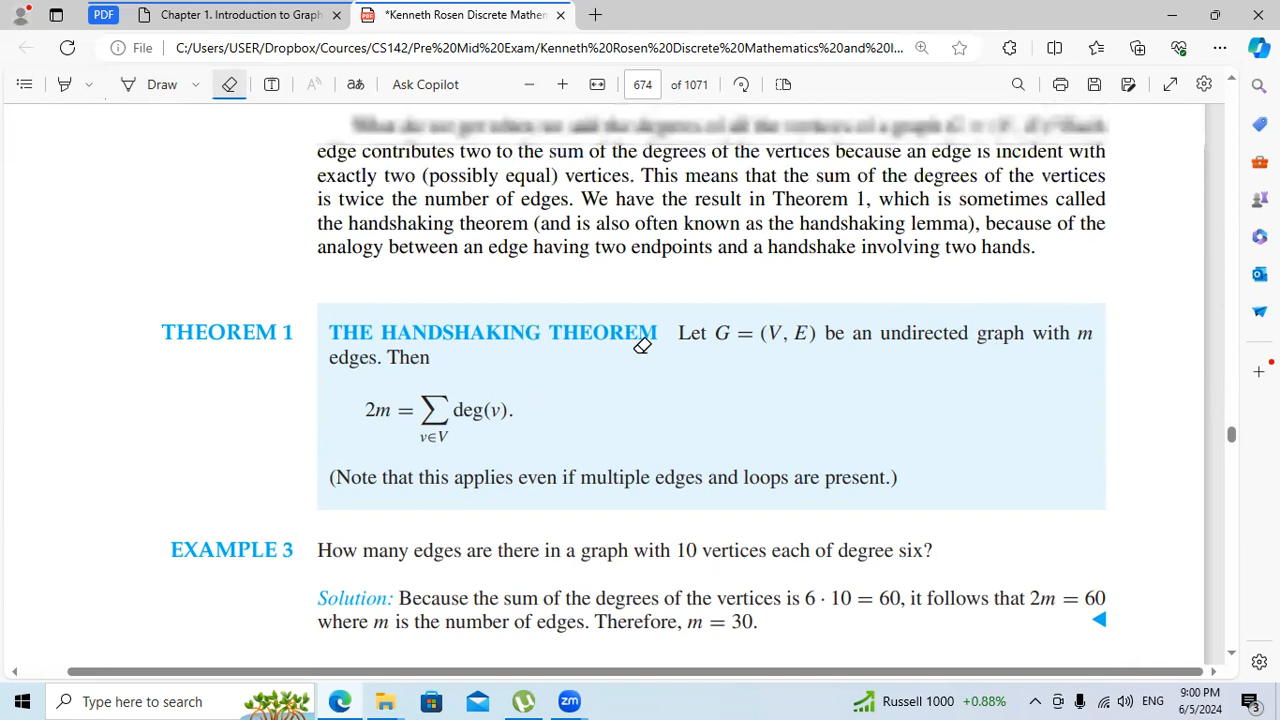 PDF
Chapter 1. Introduction to Graph
*Kenneth Rosen Discrete Mathen
File
C:/Users/USER/Dropbox/Cources/CS142/Pre%20Mid%20Exam/Kenneth%20Rosen%20Discrete%20Mathematics%20and%20I...
Draw
Ask Copilot
674 of 1071
edge contributes two to the sum of the degrees of the vertices because an edge is incident with
exactly two (possibly equal) vertices. This means that the sum of the degrees of the vertices
is twice the number of edges. We have the result in Theorem 1, which is sometimes called
the handshaking theorem (and is also often known as the handshaking lemma), because of the
analogy between an edge having two endpoints and a handshake involving two hands.
THEOREM 1
THE HANDSHAKING THEOREM Let G = (V, E) be an undirected graph with m
edges. Then
2m = ∑ deg(v).
v∈V
(Note that this applies even if multiple edges and loops are present.)
EXAMPLE 3
How many edges are there in a graph with 10 vertices each of degree six?
Solution: Because the sum of the degrees of the vertices is 6 · 10 = 60, it follows that 2m = 60
where m is the number of edges. Therefore, m = 30.
Type here to search
zm
Russell 1000 +0.88%
ENG
9:00 PM
6/5/2024
3